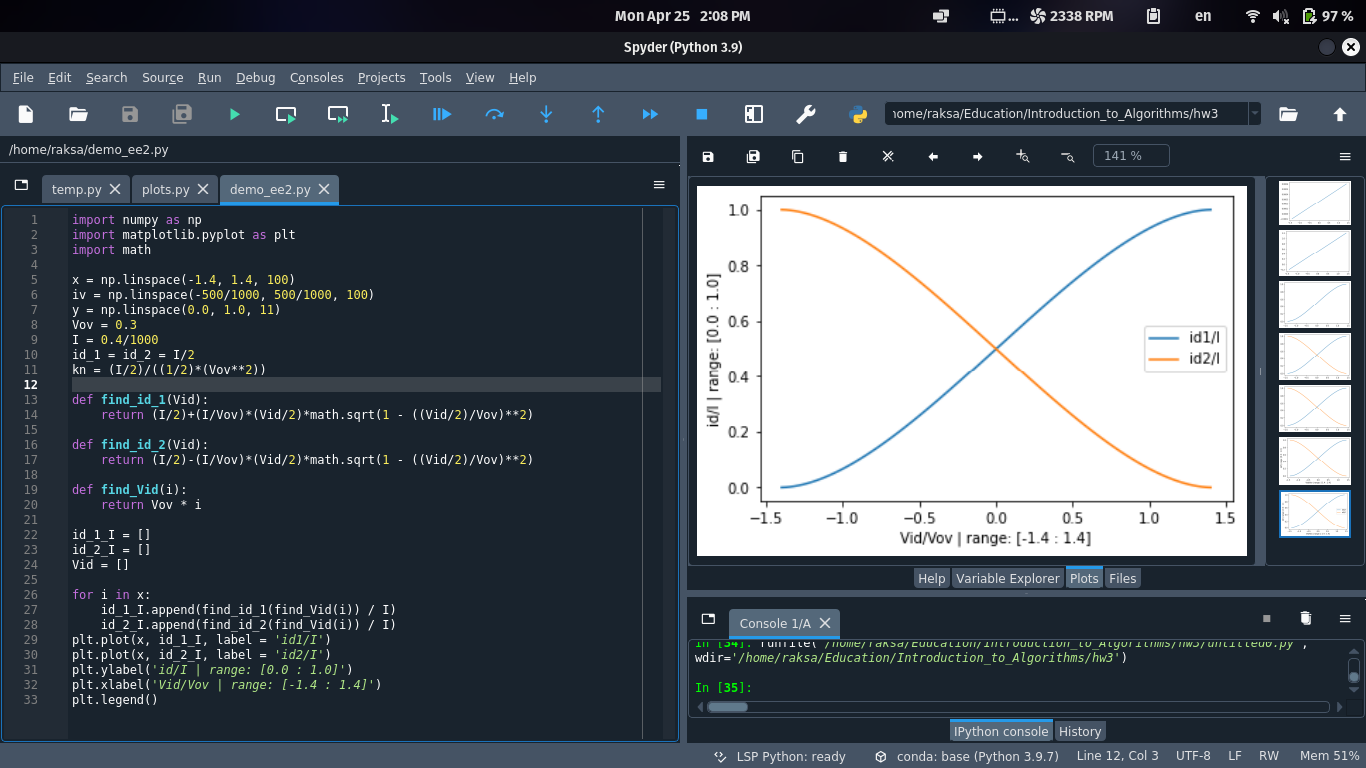 Mon Apr 25 2:08 PM
... 2338 RPM en 97 %
Spyder (Python 3.9)
File Edit Search Source Run Debug Consoles Projects Tools View Help
home/raksa/Education/Introduction_to_Algorithms/hw3
/home/raksa/demo_ee2.py
temp.py plots.py demo_ee2.py
1 import numpy as np
2 import matplotlib.pyplot as plt
3 import math
4
5 x = np.linspace(-1.4, 1.4, 100)
6 iv = np.linspace(-500/1000, 500/1000, 100)
7 y = np.linspace(0.0, 1.0, 11)
8 Vov = 0.3
9 I = 0.4/1000
10 id_1 = id_2 = I/2
11 kn = (I/2)/((1/2)*(Vov**2))
12
13 def find_id_1(Vid):
14     return (I/2)+(I/Vov)*(Vid/2)*math.sqrt(1 - ((Vid/2)/Vov)**2)
15
16 def find_id_2(Vid):
17     return (I/2)-(I/Vov)*(Vid/2)*math.sqrt(1 - ((Vid/2)/Vov)**2)
18
19 def find_Vid(i):
20     return Vov * i
21
22 id_1_I = []
23 id_2_I = []
24 Vid = []
25
26 for i in x:
27     id_1_I.append(find_id_1(find_Vid(i)) / I)
28     id_2_I.append(find_id_2(find_Vid(i)) / I)
29 plt.plot(x, id_1_I, label = 'id1/I')
30 plt.plot(x, id_2_I, label = 'id2/I')
31 plt.ylabel('id/I | range: [0.0 : 1.0]')
32 plt.xlabel('Vid/Vov | range: [-1.4 : 1.4]')
33 plt.legend()
141 %
1.0
0.8
0.6
0.4
0.2
0.0
id/I | range: [0.0 : 1.0]
id1/I
id2/I
−1.5 −1.0 −0.5 0.0 0.5 1.0 1.5
Vid/Vov | range: [-1.4 : 1.4]
Help Variable Explorer Plots Files
Console 1/A
In [34]: runfile('/home/raksa/Education/Introduction_to_Algorithms/hw3/untitled0.py',
wdir='/home/raksa/Education/Introduction_to_Algorithms/hw3')
In [35]:
IPython console History
LSP Python: ready conda: base (Python 3.9.7) Line 12, Col 3 UTF-8 LF RW Mem 51%